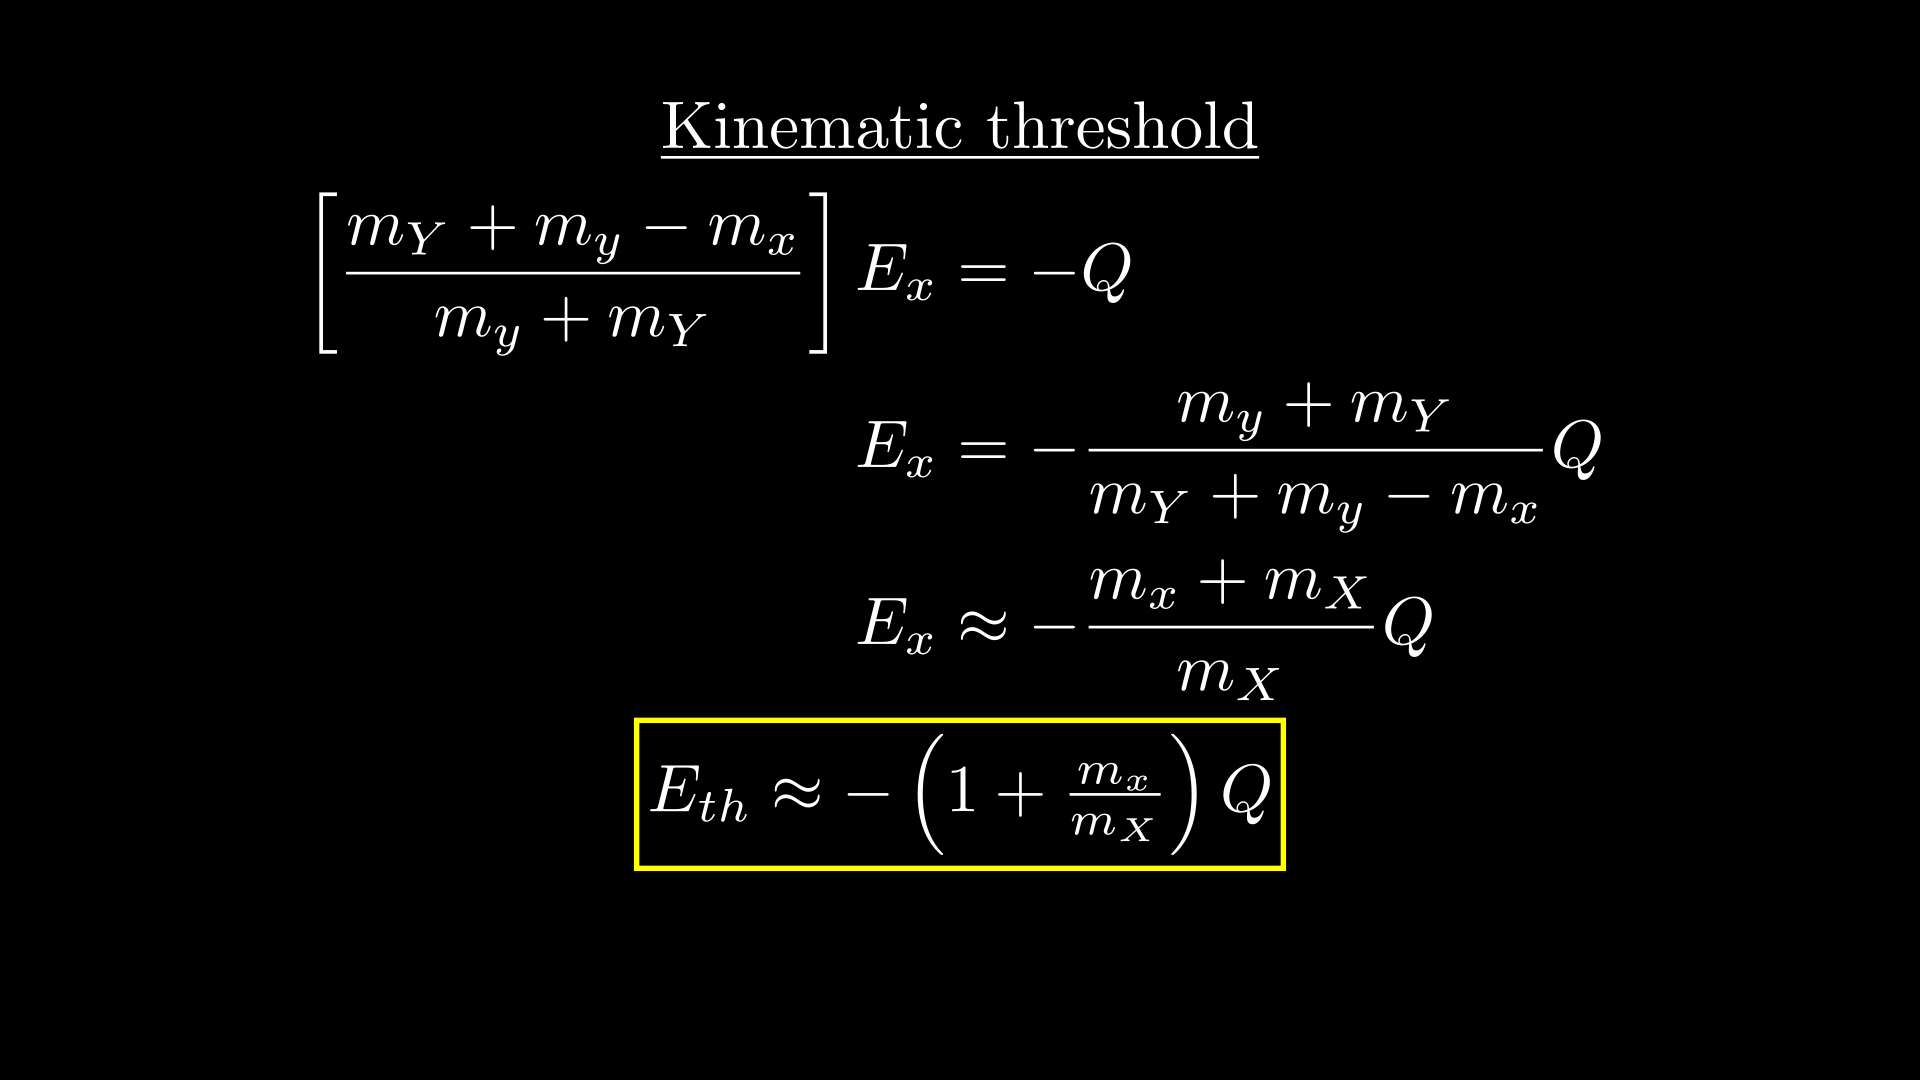 Kinematic threshold
\left[\frac{m_Y + m_y - m_x}{m_y + m_Y}\right] E_x = -Q
E_x = -\frac{m_y + m_Y}{m_Y + m_y - m_x} Q
E_x \approx -\frac{m_x + m_X}{m_X} Q
E_{th} \approx -\left(1 + \frac{m_x}{m_X}\right) Q